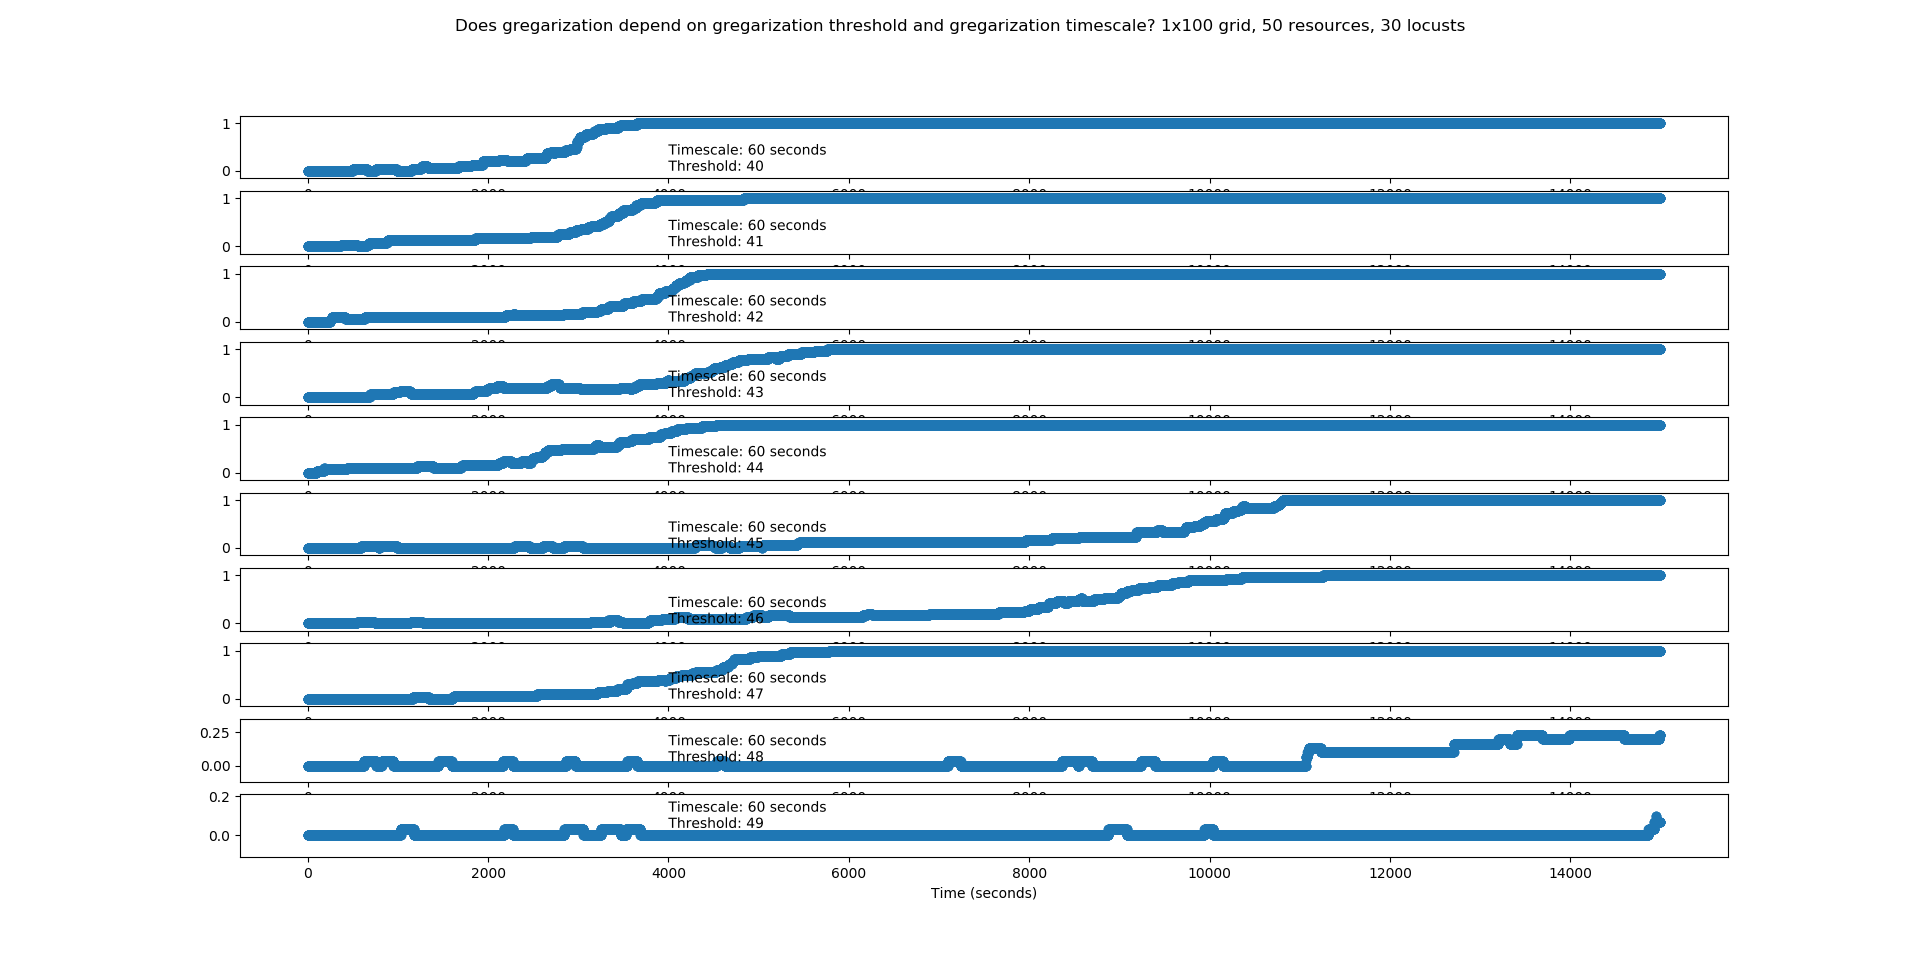 Does gregarization depend on gregarization threshold and gregarization timescale? 1x100 grid, 50 resources, 30 locusts
1
0
Timescale: 60 seconds
Threshold: 40
1
0
Timescale: 60 seconds
Threshold: 41
1
0
Timescale: 60 seconds
Threshold: 42
1
0
Timescale: 60 seconds
Threshold: 43
1
0
Timescale: 60 seconds
Threshold: 44
1
0
Timescale: 60 seconds
Threshold: 45
1
0
Timescale: 60 seconds
Threshold: 46
1
0
Timescale: 60 seconds
Threshold: 47
0.25
0.00
Timescale: 60 seconds
Threshold: 48
0.2
0.0
Timescale: 60 seconds
Threshold: 49
0 2000 4000 6000 8000 10000 12000 14000
Time (seconds)